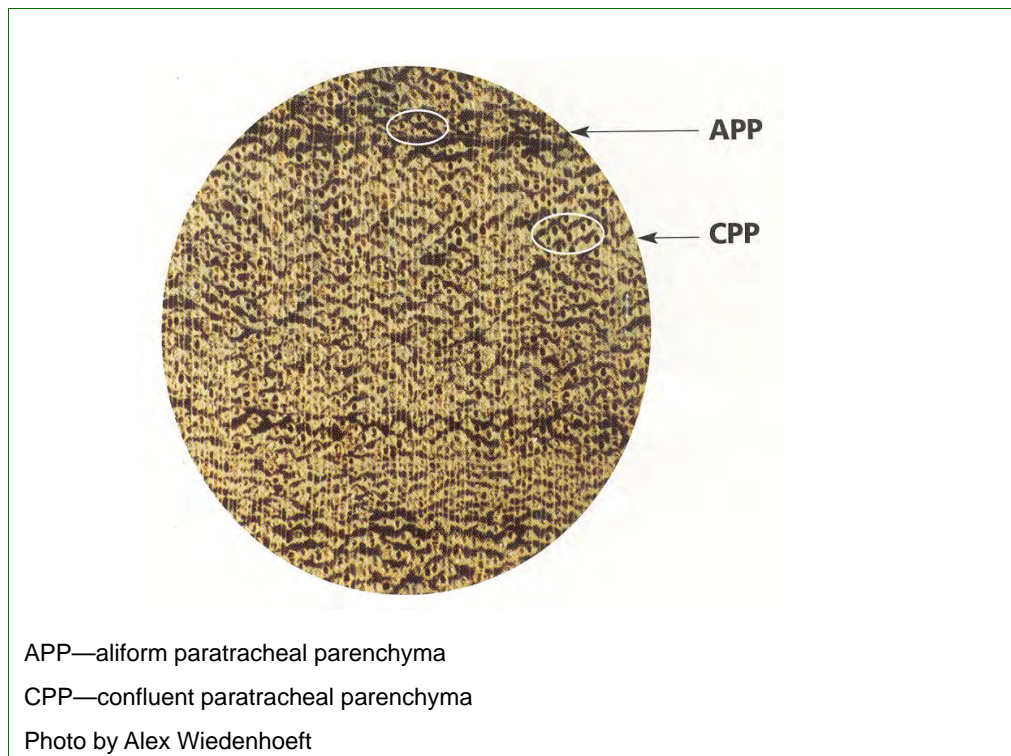 APP
CPP
APP—aliform paratracheal parenchyma
CPP—confluent paratracheal parenchyma
Photo by Alex Wiedenhoeft